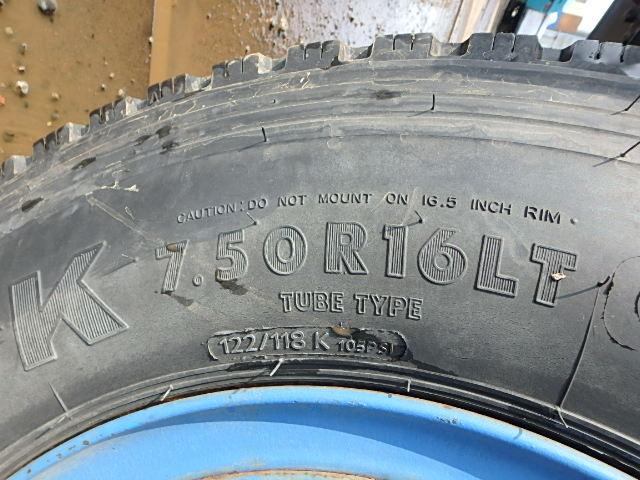 CAUTION: DO NOT MOUNT ON 16.5 INCH RIM.
K 7.50R16LT
TUBE TYPE
122/118 K 105PSI